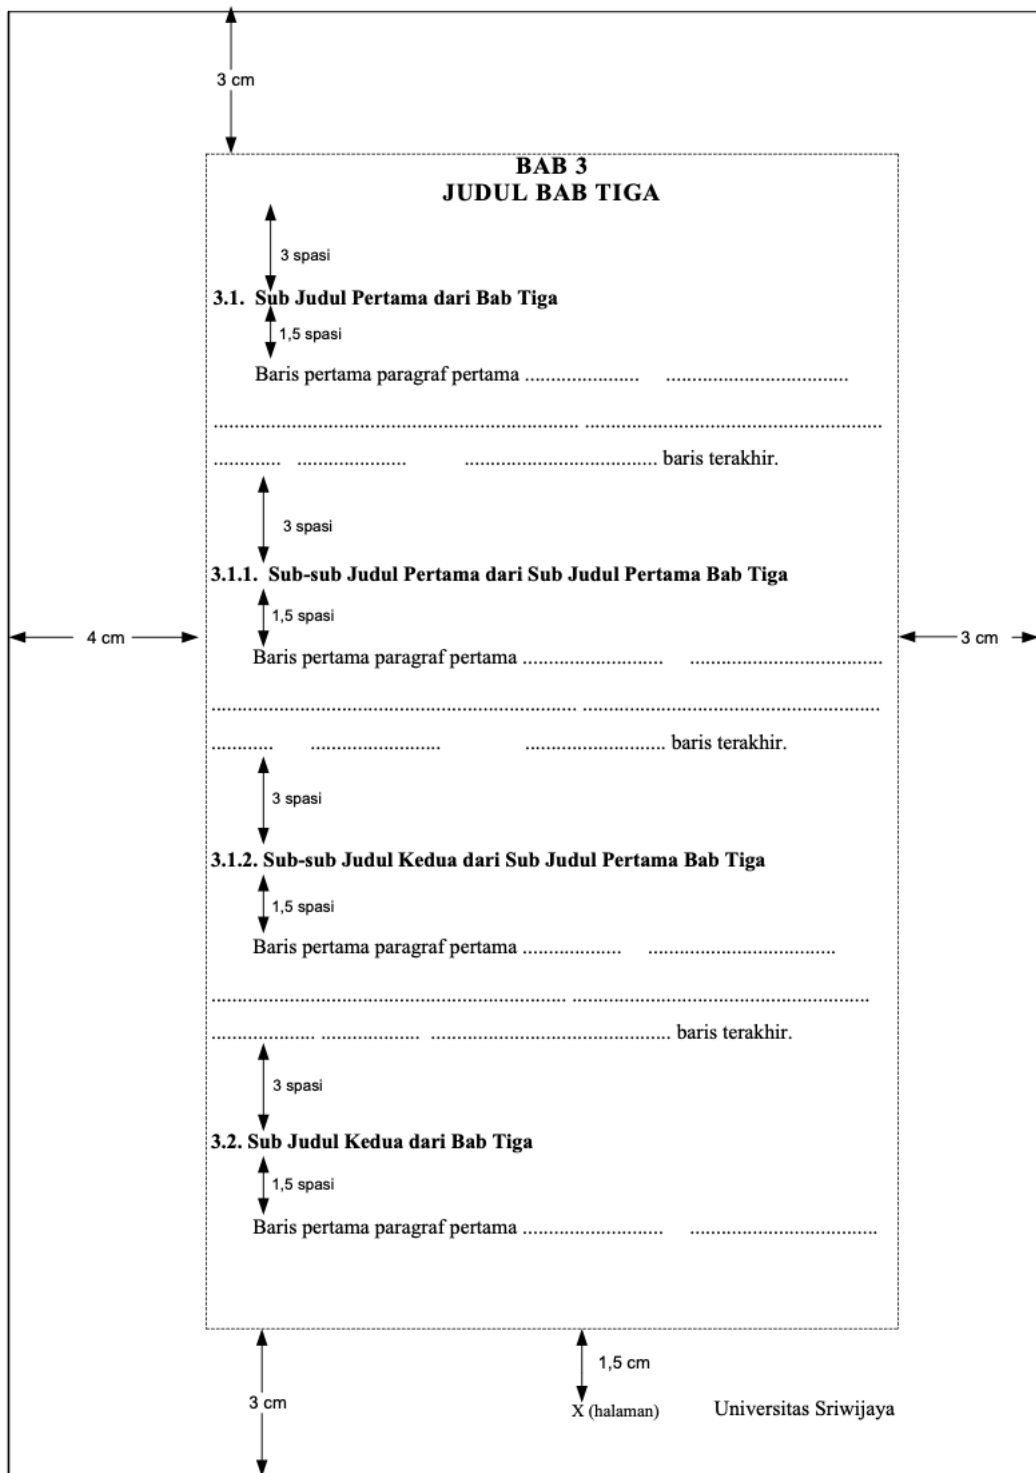 3 cm
BAB 3
JUDUL BAB TIGA
3 spasi
3.1. Sub Judul Pertama dari Bab Tiga
1,5 spasi
Baris pertama paragraf pertama ...................... ...................................
...................................................................... .........................................................
............. ..................... ..................................... baris terakhir.
3 spasi
3.1.1. Sub-sub Judul Pertama dari Sub Judul Pertama Bab Tiga
1,5 spasi
4 cm
3 cm
Baris pertama paragraf pertama ........................... .....................................
...................................................................... .........................................................
............ ......................... ........................... baris terakhir.
3 spasi
3.1.2. Sub-sub Judul Kedua dari Sub Judul Pertama Bab Tiga
1,5 spasi
Baris pertama paragraf pertama ................... ....................................
.................................................................... .........................................................
.................... ................... .............................................. baris terakhir.
3 spasi
3.2. Sub Judul Kedua dari Bab Tiga
1,5 spasi
Baris pertama paragraf pertama ........................... ....................................
1,5 cm
3 cm
X (halaman) Universitas Sriwijaya